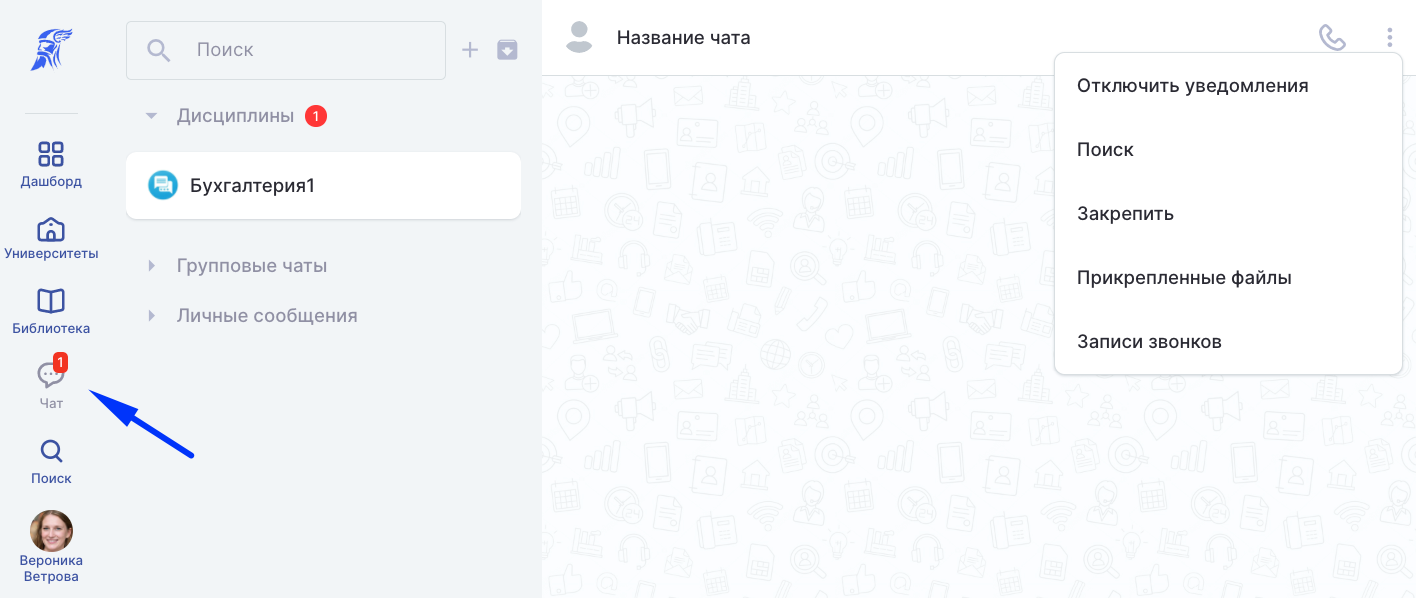 Дашборд
Университеты
Библиотека
1
Чат
Поиск
Вероника
Ветрова
Поиск
Дисциплины 1
Бухгалтерия1
Групповые чаты
Личные сообщения
Название чата
Отключить уведомления
Поиск
Закрепить
Прикрепленные файлы
Записи звонков